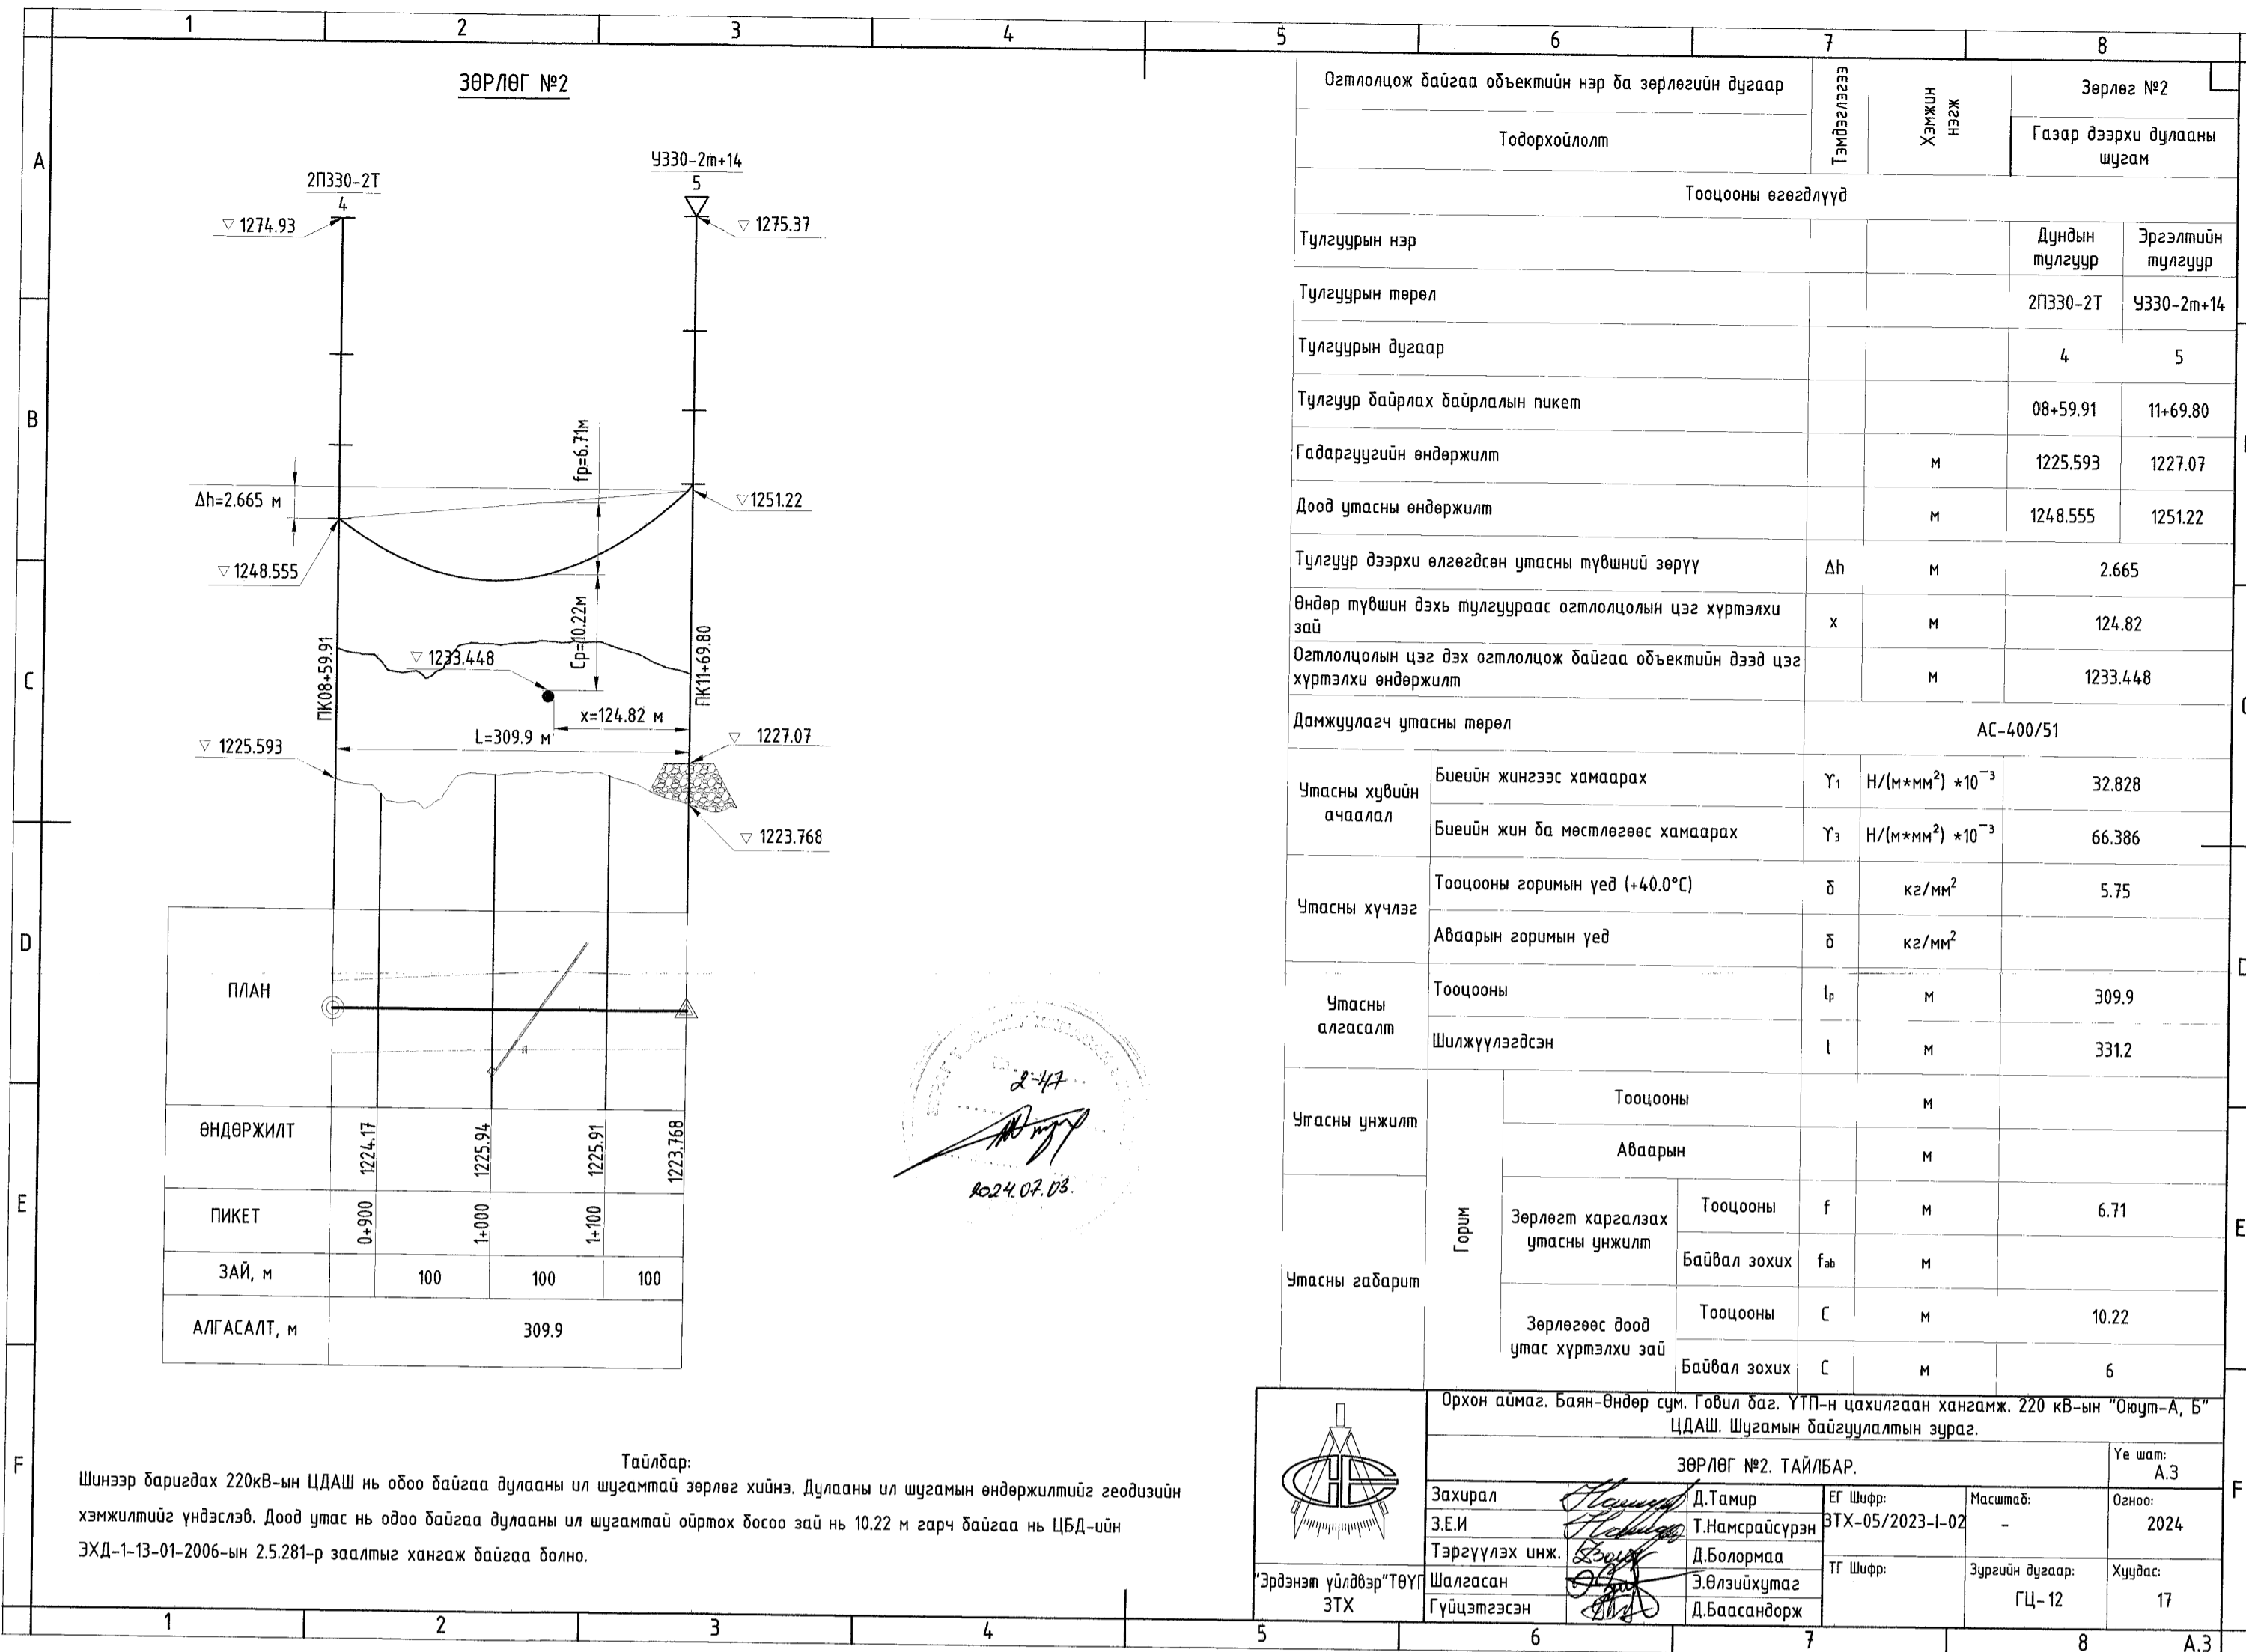 1 2 3 4 5 6 7 8
A
B
C
D
E
F
ЗӨРЛӨГ №2
2П330-2Т
4
У330-2т+14
5
1274.93
1275.37
fp=6.71м
Δh=2.665 м
1251.22
1248.555
Cp=10.22м
ПК08+59.91
1233.448
ПК11+69.80
x=124.82 м
L=309.9 м
1225.593
1227.07
1223.768
ПЛАН
ӨНДӨРЖИЛТ 1224.17 1225.94 1225.91 1223.768
ПИКЕТ 0+900 1+000 1+100
ЗАЙ, м 100 100 100
АЛГАСАЛТ, м 309.9
2-47
2024.07.03.
Тайлбар:
Шинээр баригдах 220кВ-ын ЦДАШ нь обоо байгаа дулааны ил шугамтай зөрлөг хийнэ. Дулааны ил шугамын өндөржилтийг геодизийн
хэмжилтийг үндэслэв. Доод утас нь одоо байгаа дулааны ил шугамтай ойртох босоо зай нь 10.22 м гарч байгаа нь ЦБД-ийн
ЭХД-1-13-01-2006-ын 2.5.281-р заалтыг хангаж байгаа болно.
Огтлолцож байгаа объектийн нэр ба зөрлөгийн дугаар
Тодорхойлолт
Тэмдэглэгээ
Хэмжин
нэгж
Зөрлөг №2
Газар дээрхи дулааны
шугам
Тооцооны өгөгдлүүд
Тулгуурын нэр Дундын тулгуур Эргэлтийн тулгуур
Тулгуурын төрөл 2П330-2Т У330-2т+14
Тулгуурын дугаар 4 5
Тулгуур байрлах байрлалын пикет 08+59.91 11+69.80
Гадаргуугийн өндөржилт м 1225.593 1227.07
Доод утасны өндөржилт м 1248.555 1251.22
Тулгуур дээрхи өлгөгдсөн утасны түвшний зөрүү Δh м 2.665
Өндөр түвшин дэхь тулгуураас огтлолцолын цэг хүртэлхи
зай x м 124.82
Огтлолцолын цэг дэх огтлолцож байгаа объектийн дээд цэг
хүртэлхи өндөржилт м 1233.448
Дамжуулагч утасны төрөл АС-400/51
Утасны хувийн
ачаалал
Биеийн жингээс хамаарах ϒ1 Н/(м*мм²) *10⁻³ 32.828
Биеийн жин ба мөстлөгөөс хамаарах ϒ3 Н/(м*мм²) *10⁻³ 66.386
Утасны хүчлэг
Тооцооны горимын үед (+40.0°C) δ кг/мм² 5.75
Аваарын горимын үед δ кг/мм²
Утасны
алгасалт
Тооцооны lp м 309.9
Шилжүүлэгдсэн l м 331.2
Утасны унжилт
Тооцооны м
Аваарын м
Утасны габарит
Горим
Зөрлөгт харгалзах
утасны унжилт
Тооцооны f м 6.71
Байвал зохих fab м
Зөрлөгөөс доод
утас хүртэлхи зай
Тооцооны C м 10.22
Байвал зохих C м 6
Орхон аймаг. Баян-Өндөр сум. Говил баг. ҮТП-н цахилгаан хангамж. 220 кВ-ын "Оюут-А, Б"
ЦДАШ. Шугамын байгуулалтын зураг.
ЗӨРЛӨГ №2. ТАЙЛБАР.
Үе шат:
А.3
Захирал Д.Тамир
З.Е.И Т.Намсрайсүрэн
Тэргүүлэх инж. Д.Болормаа
Шалгасан Э.Өлзийхутаг
Гүйцэтгэсэн Д.Баасандорж
ЕГ Шифр:
ЗТХ-05/2023-I-02
Масштаб:
-
Огноо:
2024
ТГ Шифр:
Зургийн дугаар:
ГЦ-12
Хуудас:
17
"Эрдэнэт үйлдвэр"ТӨҮГ
ЗТХ
1 2 3 4 5 6 7 8
А.3